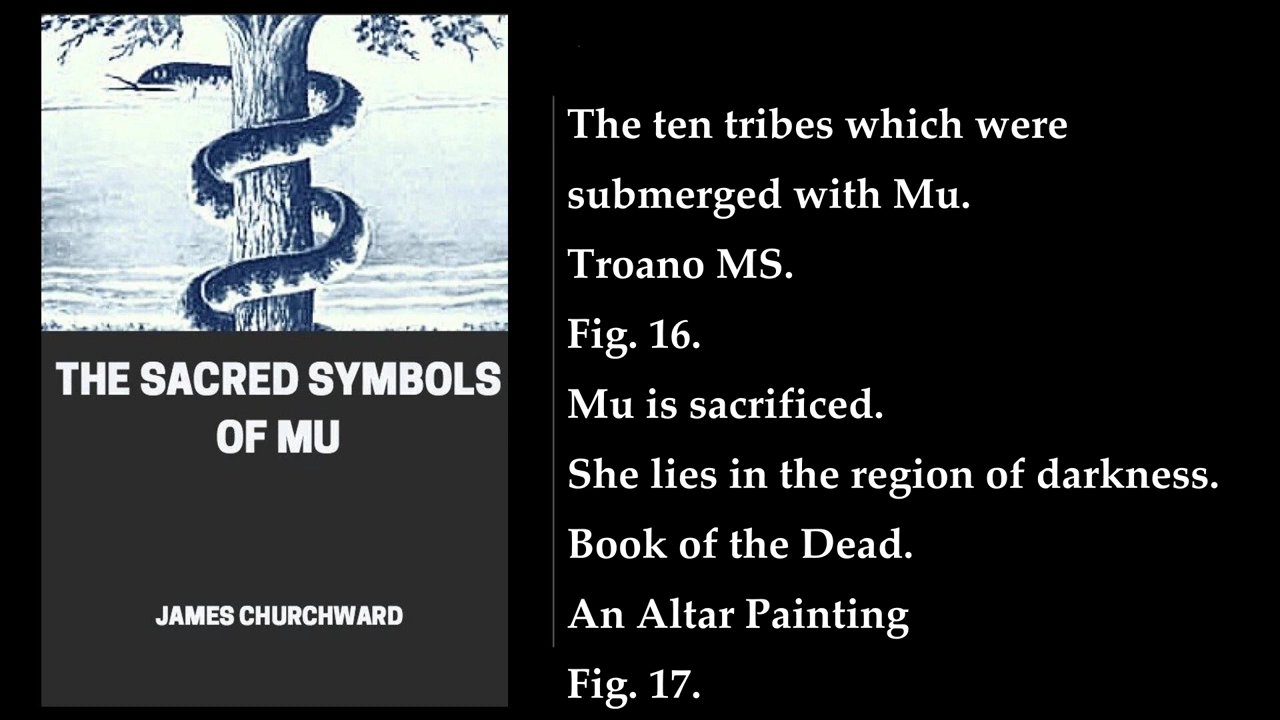 THE SACRED SYMBOLS
OF MU
JAMES CHURCHWARD
The ten tribes which were
submerged with Mu.
Troano MS.
Fig. 16.
Mu is sacrificed.
She lies in the region of darkness.
Book of the Dead.
An Altar Painting
Fig. 17.